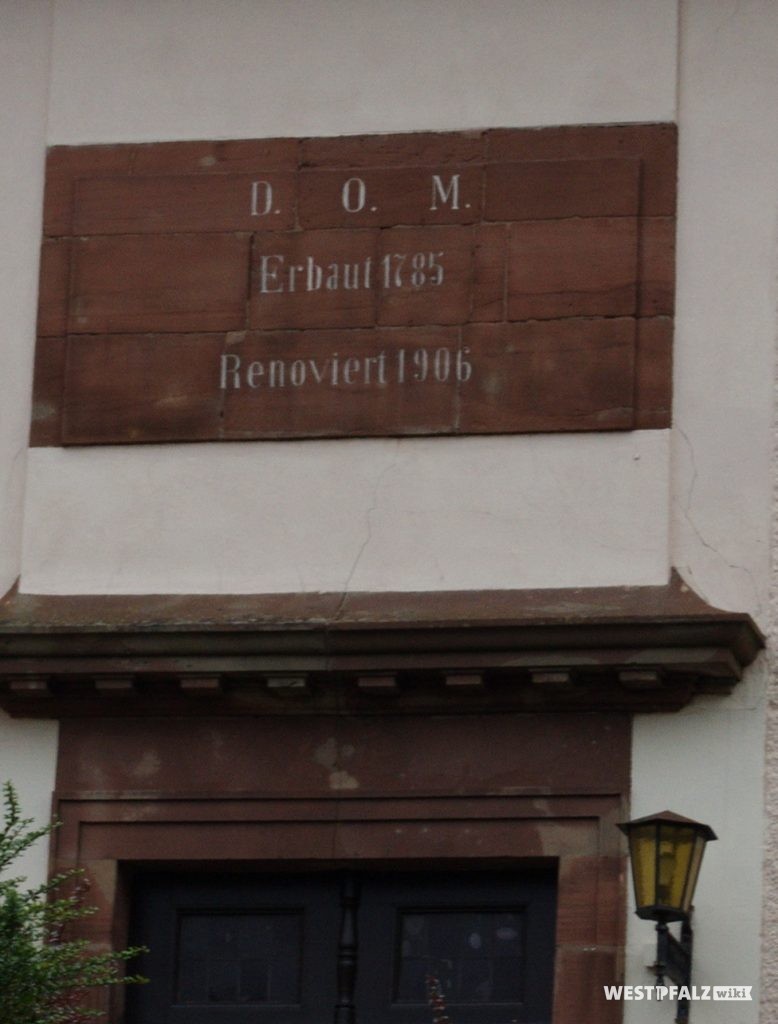 D. O. M.
Erbaut 1785
Renoviert 1906
WESTPFALZ wiki